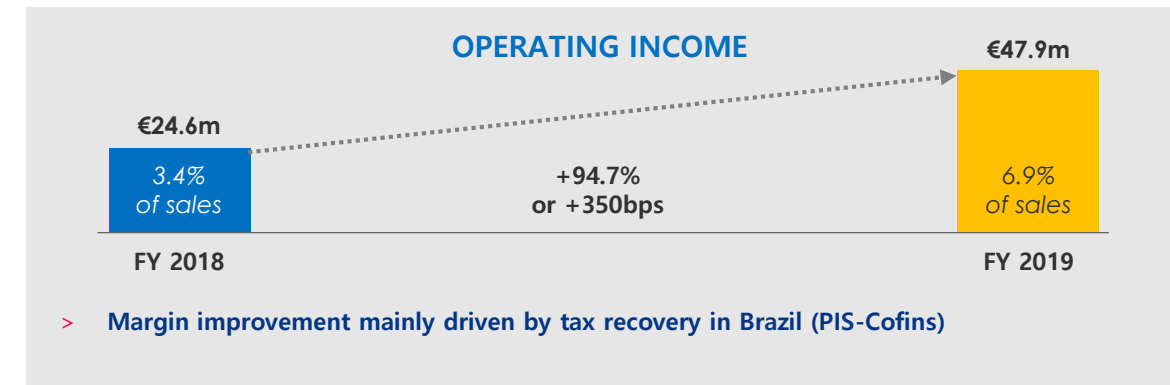 OPERATING INCOME
€47.9m
€24.6m
3.4%
of sales
+94.7%
or +350bps
6.9%
of sales
FY 2018
FY 2019
> Margin improvement mainly driven by tax recovery in Brazil (PIS-Cofins)